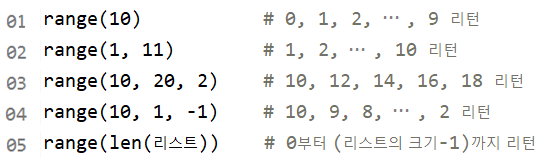 01 range(10) # 0, 1, 2, ⋯ , 9 리턴
02 range(1, 11) # 1, 2, ⋯ , 10 리턴
03 range(10, 20, 2) # 10, 12, 14, 16, 18 리턴
04 range(10, 1, -1) # 10, 9, 8, ⋯ , 2 리턴
05 range(len(리스트)) # 0부터 (리스트의 크기-1)까지 리턴